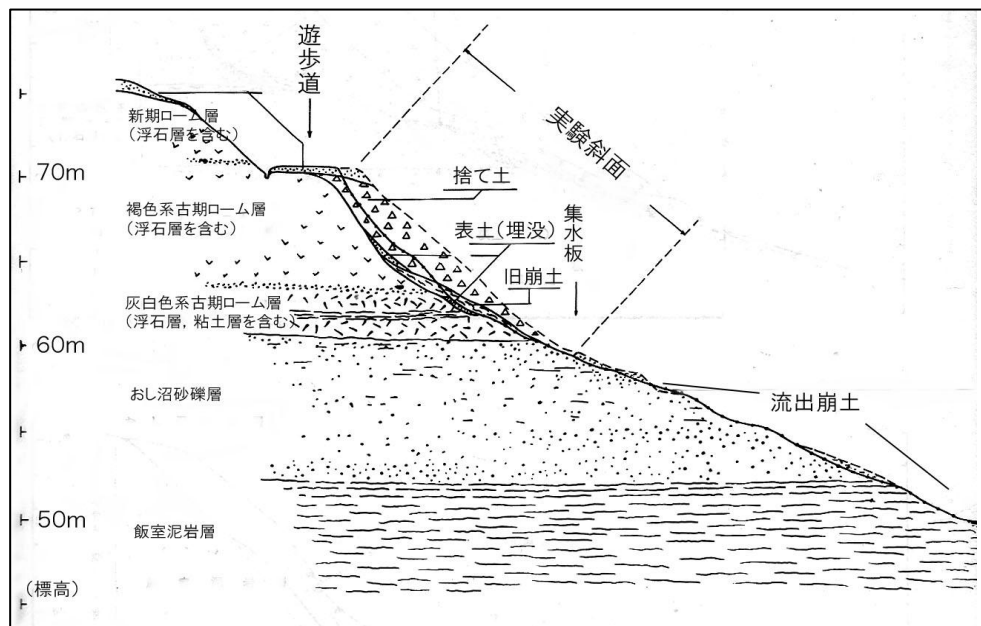 遊歩道
実験斜面
新期ローム層
(浮石層を含む)
70m
捨て土
褐色系古期ローム層
(浮石層を含む)
表土(埋没)
集水板
旧崩土
灰白色系古期ローム層
(浮石層,粘土層を含む)
60m
おし沼砂礫層
流出崩土
50m
飯室泥岩層
(標高)